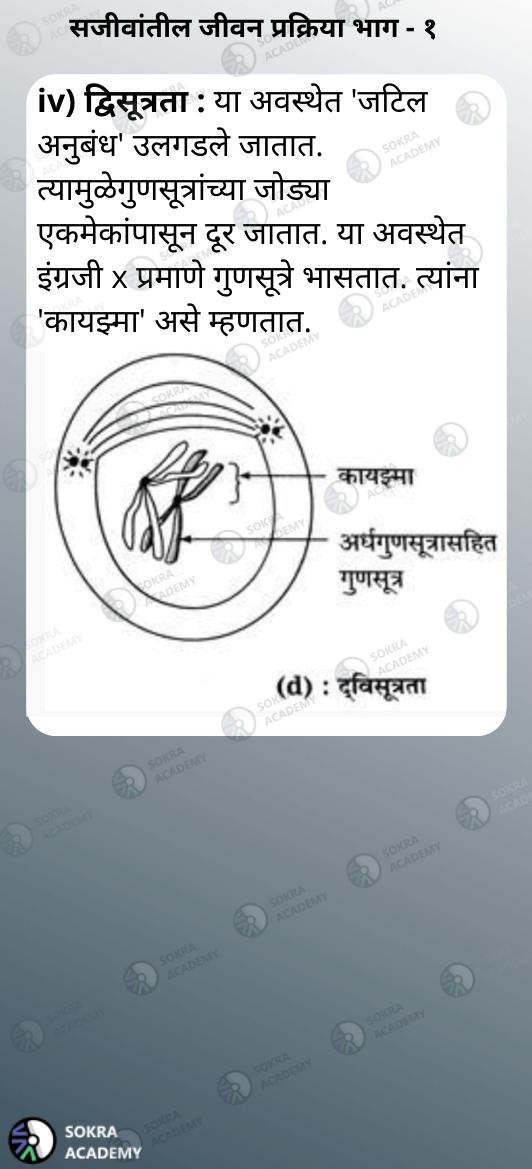 सजीवांतील जीवन प्रक्रिया भाग - १
iv) द्विसूत्रता : या अवस्थेत 'जटिल
अनुबंध' उलगडले जातात.
त्यामुळेगुणसूत्रांच्या जोड्या
एकमेकांपासून दूर जातात. या अवस्थेत
इंग्रजी x प्रमाणे गुणसूत्रे भासतात. त्यांना
'कायझ्मा' असे म्हणतात.
कायझ्मा
अर्धगुणसूत्रासहित
गुणसूत्र
(d) : द्‌विसूत्रता
SOKRA
ACADEMY